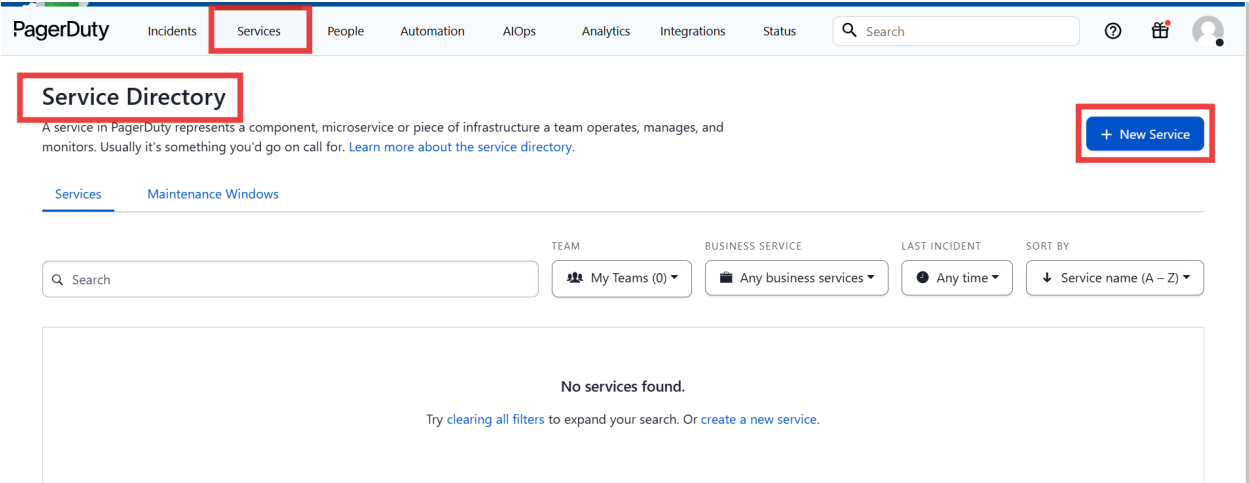 PagerDuty Incidents Services People Automation AIOps Analytics Integrations Status Search
Service Directory
A service in PagerDuty represents a component, microservice or piece of infrastructure a team operates, manages, and
monitors. Usually it's something you'd go on call for. Learn more about the service directory.
+ New Service
Services Maintenance Windows
TEAM BUSINESS SERVICE LAST INCIDENT SORT BY
Search My Teams (0) Any business services Any time Service name (A – Z)
No services found.
Try clearing all filters to expand your search. Or create a new service.